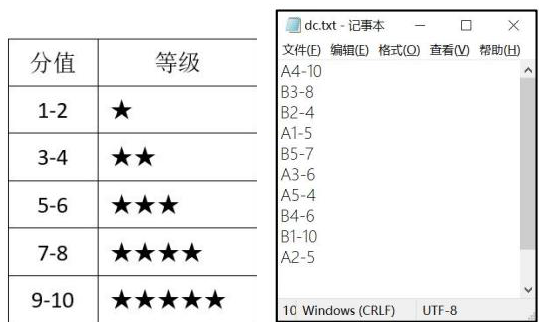 分值 等级
1-2 ★
3-4 ★★
5-6 ★★★
7-8 ★★★★
9-10 ★★★★★
dc.txt - 记事本
文件(F) 编辑(E) 格式(O) 查看(V) 帮助(H)
A4-10
B3-8
B2-4
A1-5
B5-7
A3-6
A5-4
B4-6
B1-10
A2-5
10 Windows (CRLF) UTF-8